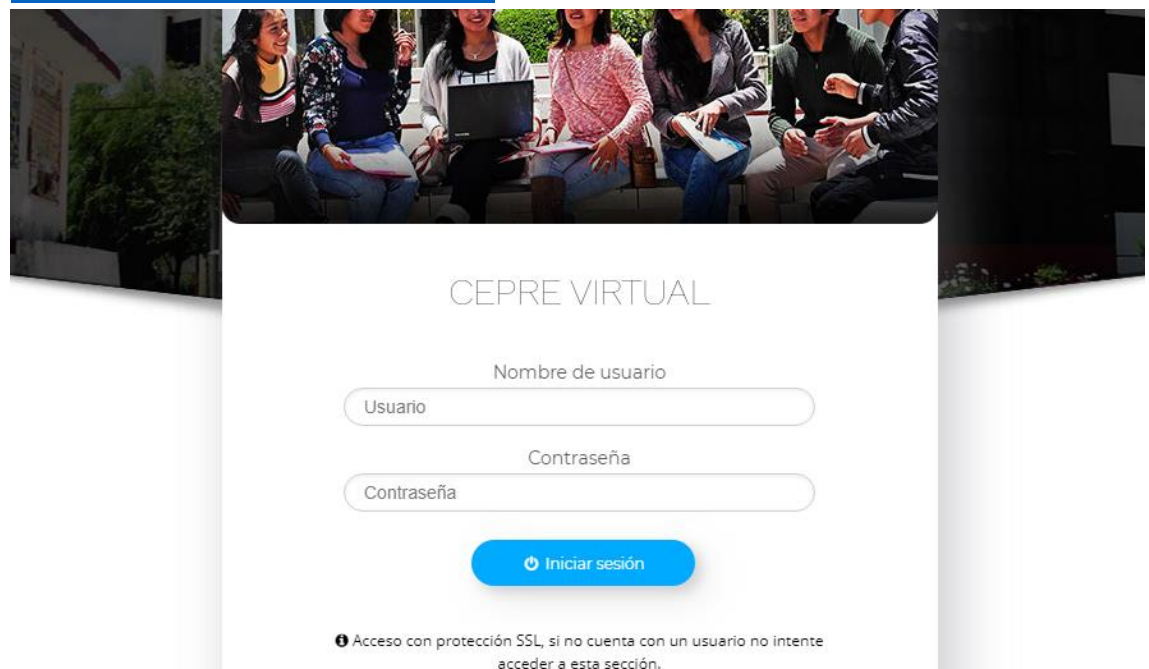 CEPRE VIRTUAL
Nombre de usuario
Usuario
Contraseña
Contraseña
Iniciar sesión
Acceso con protección SSL, si no cuenta con un usuario no intente
acceder a esta sección.